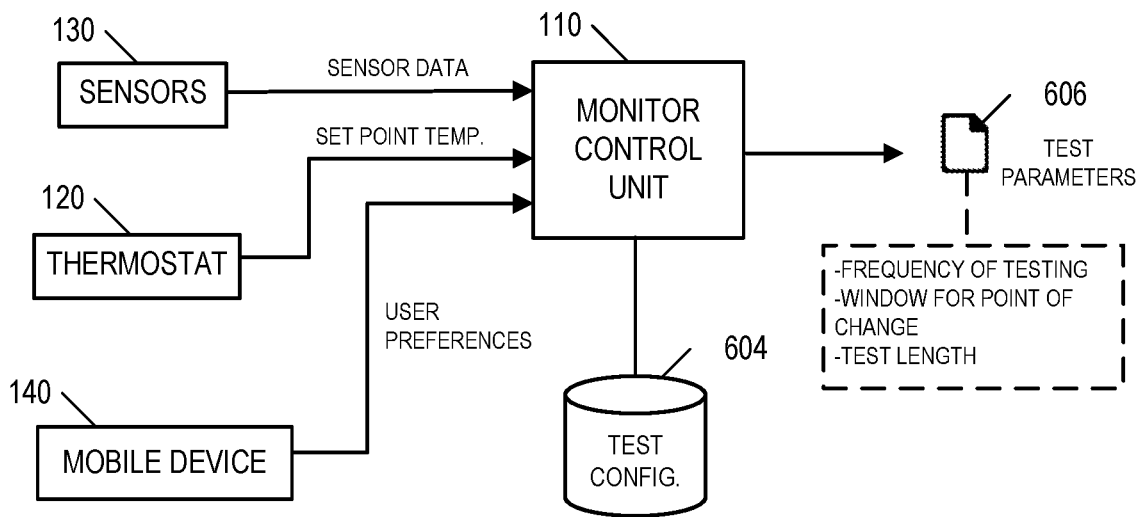 130
SENSORS
SENSOR DATA
110
MONITOR
CONTROL
UNIT
606
TEST
PARAMETERS
SET POINT TEMP.
120
THERMOSTAT
-FREQUENCY OF TESTING
-WINDOW FOR POINT OF
CHANGE
-TEST LENGTH
USER
PREFERENCES
604
TEST
CONFIG.
140
MOBILE DEVICE